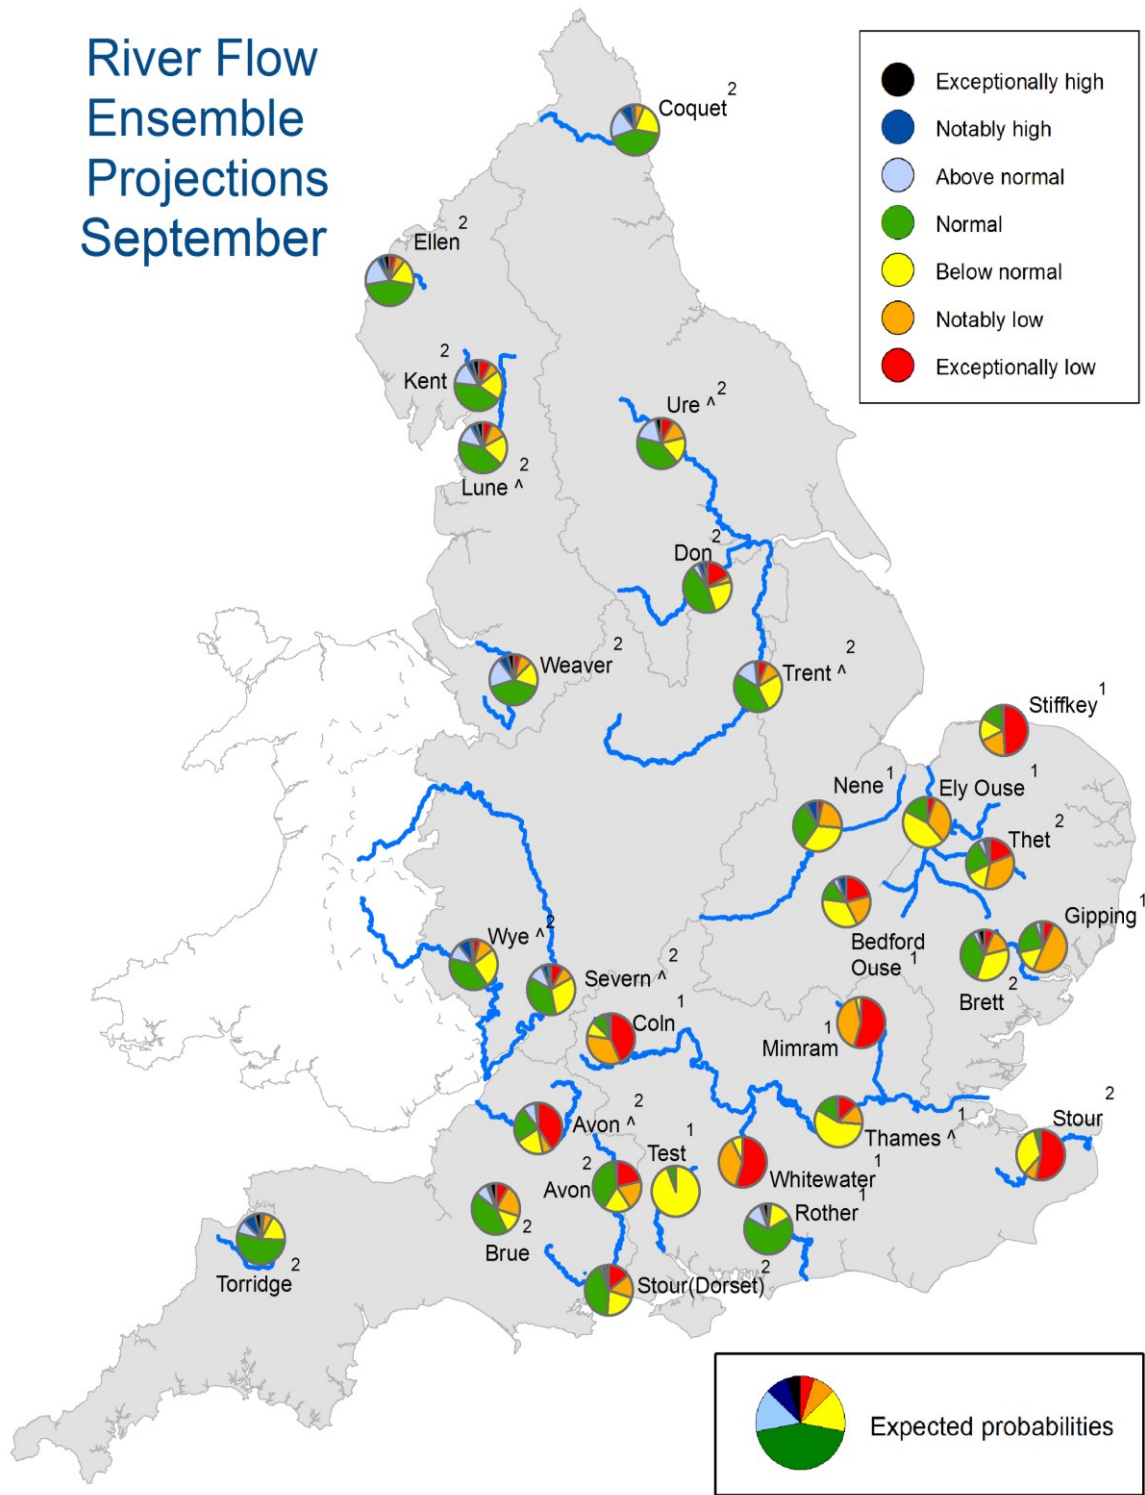 River Flow
Ensemble
Projections
September
Exceptionally high
Notably high
Above normal
Normal
Below normal
Notably low
Exceptionally low
Coquet 2
Ellen 2
Kent 2
Lune ^ 2
Ure ^ 2
Don 2
Weaver 2
Trent ^ 2
Stiffkey 1
Nene 1
Ely Ouse 1
Thet 2
Gipping 1
Bedford
Ouse 1
Brett 2
Wye ^ 2
Severn ^ 2
Coln 1
Mimram 1
Avon ^ 2
Test 1
Thames ^ 1
Stour 2
Avon 2
Whitewater 1
Rother 1
Brue 2
Torridge 2
Stour(Dorset) 2
Expected probabilities